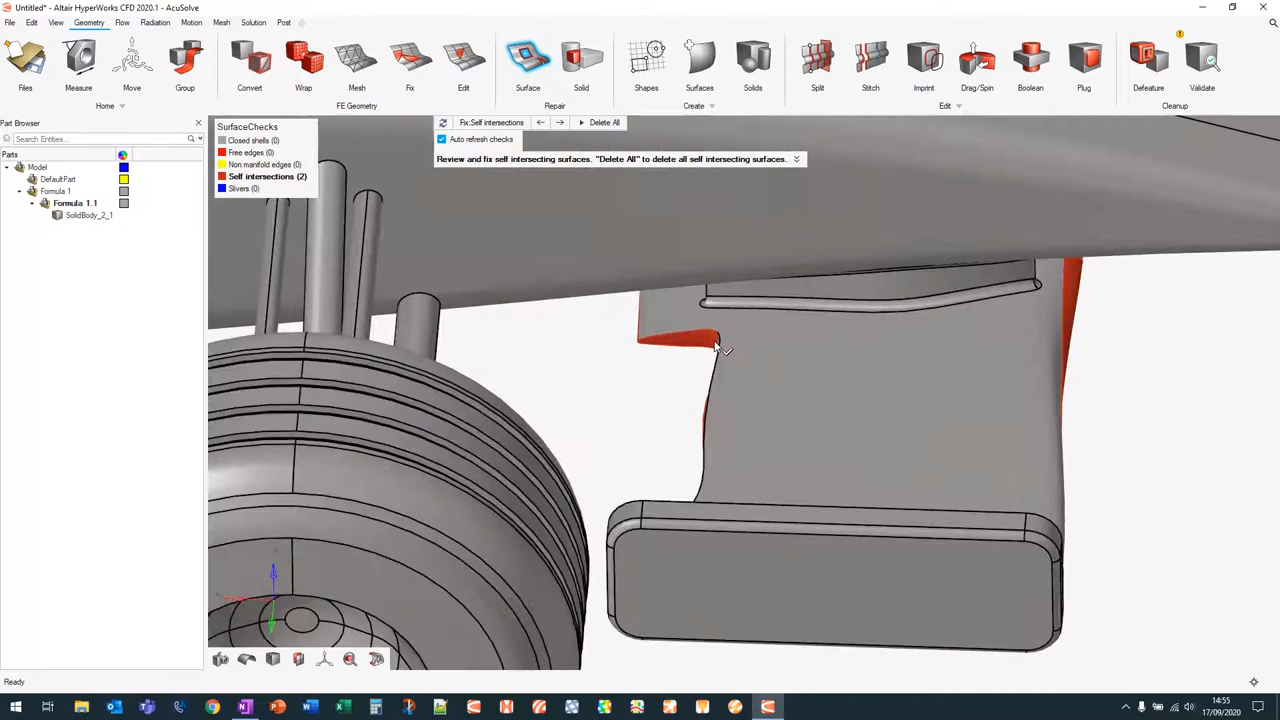 Untitled* - Altair HyperWorks CFD 2020.1 - AcuSolve
File Edit View Geometry Flow Radiation Motion Mesh Solution Post
Files Measure Move Group Convert Wrap Mesh Fix Edit Surface Solid Shapes Surfaces Solids Split Stitch Imprint Drag/Spin Boolean Plug Defeature Validate
Home FE Geometry Repair Create Edit Cleanup
Part Browser
Search Entities...
Parts
Model
DefaultPart
Formula 1
Formula 1.1
SolidBody_2_1
SurfaceChecks
Closed shells (0)
Free edges (0)
Non manifold edges (0)
Self intersections (2)
Slivers (0)
Fix:Self intersections Delete All
Auto refresh checks
Review and fix self intersecting surfaces. "Delete All" to delete all self intersecting surfaces.
Ready
14:55
17/09/2020